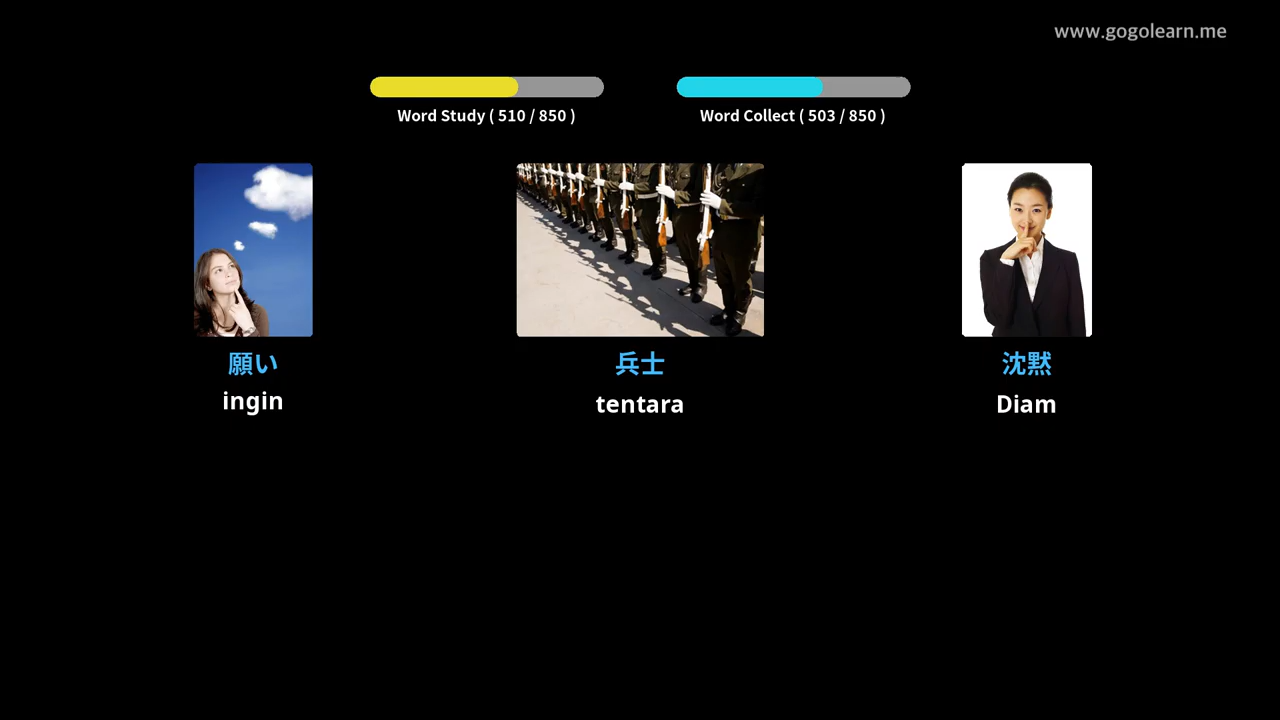 www.gogolearn.me
Word Study ( 510 / 850 )
Word Collect ( 503 / 850 )
願い
ingin
兵士
tentara
沈黙
Diam